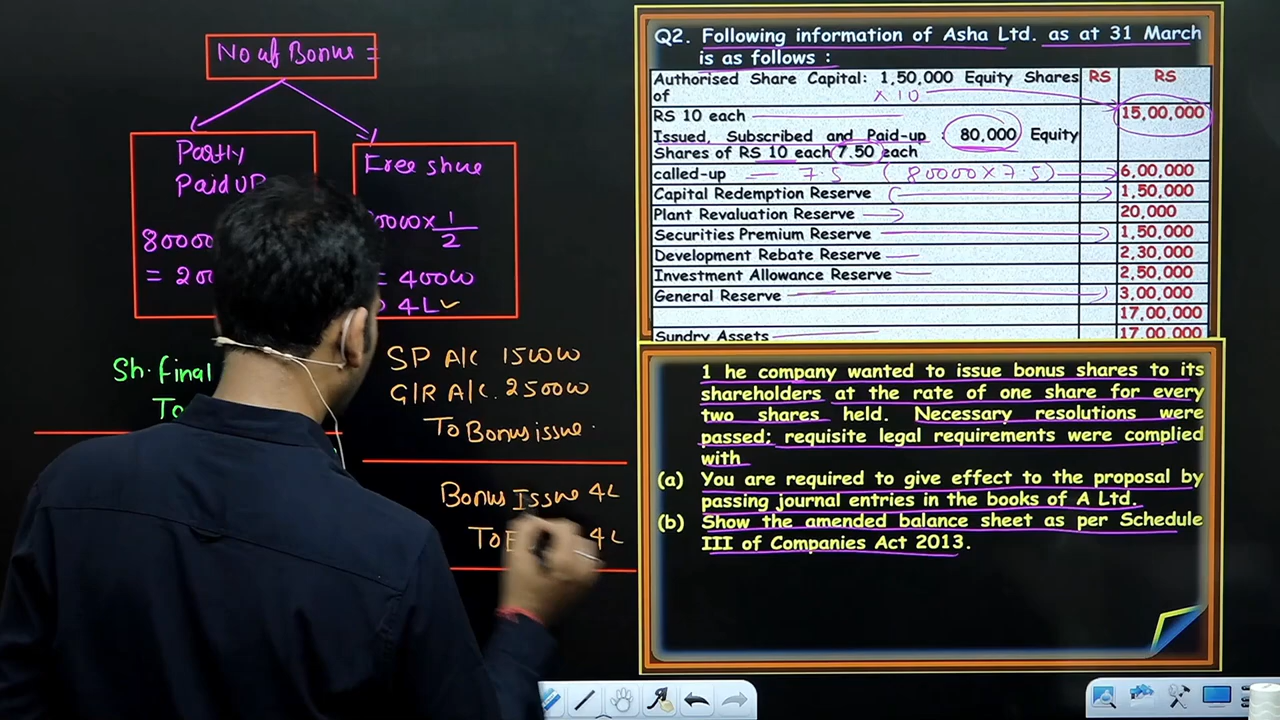 No of Bonus =
Partly
Paid UP
80000
= 200
Free share
0000 × 1/2
= 40000
4L ✓
Sh. final
To
SP A/C 150000
G/R A/C. 250000
To Bonus issue.
Bonus Issue 4L
To E 4L
Q2. Following information of Asha Ltd. as at 31 March
is as follows :
Authorised Share Capital: 1,50,000 Equity Shares RS RS
of × 10
RS 10 each 15,00,000
Issued, Subscribed and Paid-up : 80,000 Equity
Shares of RS 10 each 7.50 each
called-up — 7.5 (80000 × 7.5) 6,00,000
Capital Redemption Reserve 1,50,000
Plant Revaluation Reserve 20,000
Securities Premium Reserve 1,50,000
Development Rebate Reserve 2,30,000
Investment Allowance Reserve 2,50,000
General Reserve 3,00,000
17,00,000
Sundry Assets 17,00,000
1 he company wanted to issue bonus shares to its
shareholders at the rate of one share for every
two shares held. Necessary resolutions were
passed; requisite legal requirements were complied
with
(a) You are required to give effect to the proposal by
passing journal entries in the books of A Ltd.
(b) Show the amended balance sheet as per Schedule
III of Companies Act 2013.